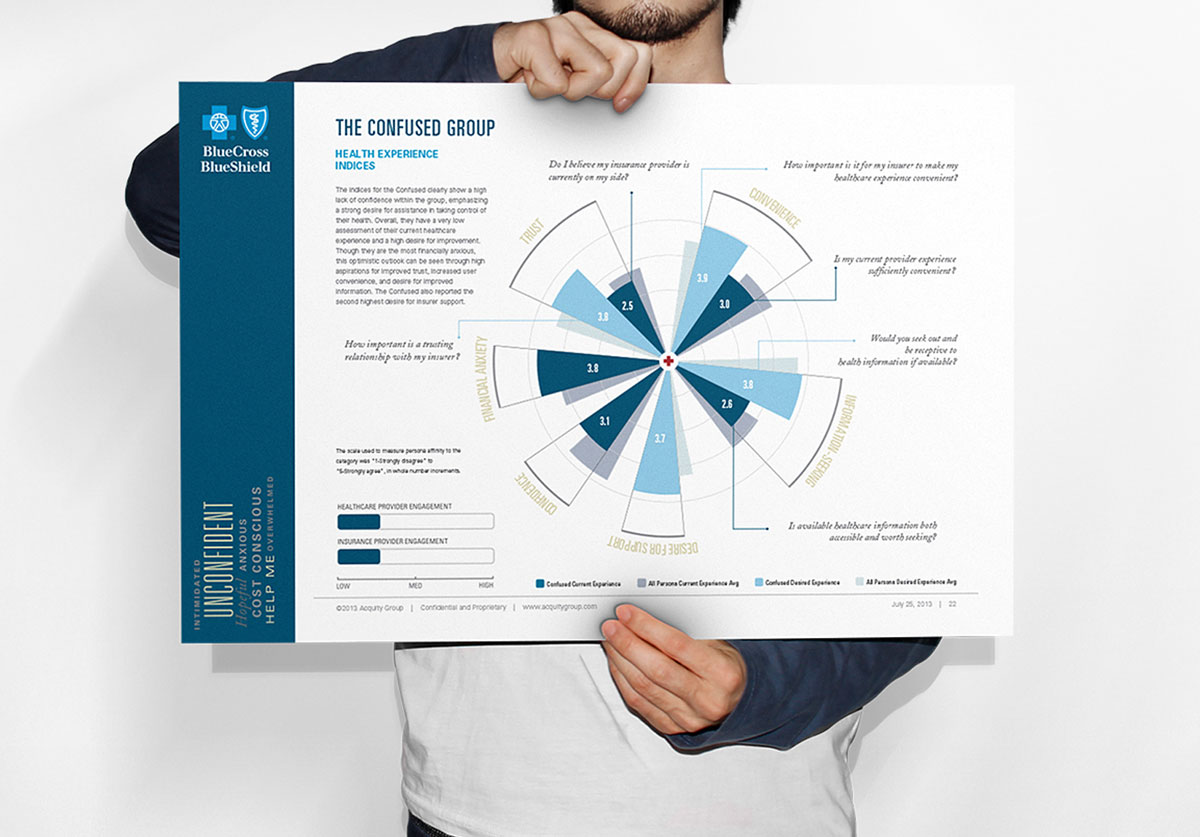 BlueCross
BlueShield
THE CONFUSED GROUP
HEALTH EXPERIENCE
INDICES
The indices for the Confused clearly show a high
lack of confidence within the group, emphasizing
a strong desire for assistance in taking control of
their health. Overall, they have a very low
assessment of their current healthcare
experience and a high desire for improvement.
Though they are the most financially anxious,
this optimistic outlook can be seen through high
aspirations for improved trust, increased user
convenience, and desire for improved
information. The Confused also reported the
second highest desire for insurer support.
Do I believe my insurance provider is
currently on my side?
How important is it for my insurer to make my
healthcare experience convenient?
TRUST
CONVENIENCE
Is my current provider experience
sufficiently convenient?
3.9
3.0
2.5
3.8
How important is a trusting
relationship with my insurer?
Would you seek out and
be receptive to
health information if available?
FINANCIAL ANXIETY
3.8
3.8
2.6
3.1
3.7
INFORMATION-SEEKING
CONFIDENCE
DESIRE FOR SUPPORT
Is available healthcare information both
accessible and worth seeking?
The scale used to measure persona affinity to the
category was "1-Strongly disagree" to
"5-Strongly agree", in whole number increments.
HEALTHCARE PROVIDER ENGAGEMENT
INSURANCE PROVIDER ENGAGEMENT
LOW MED HIGH
Confused Current Experience All Persona Current Experience Avg Confused Desired Experience All Persona Desired Experience Avg
©2013 Acquity Group | Confidential and Proprietary | www.acquitygroup.com
July 25, 2013 | 22
INTIMIDATED
UNCONFIDENT
Hopeful ANXIOUS
COST CONSCIOUS
HELP ME OVERWHELMED